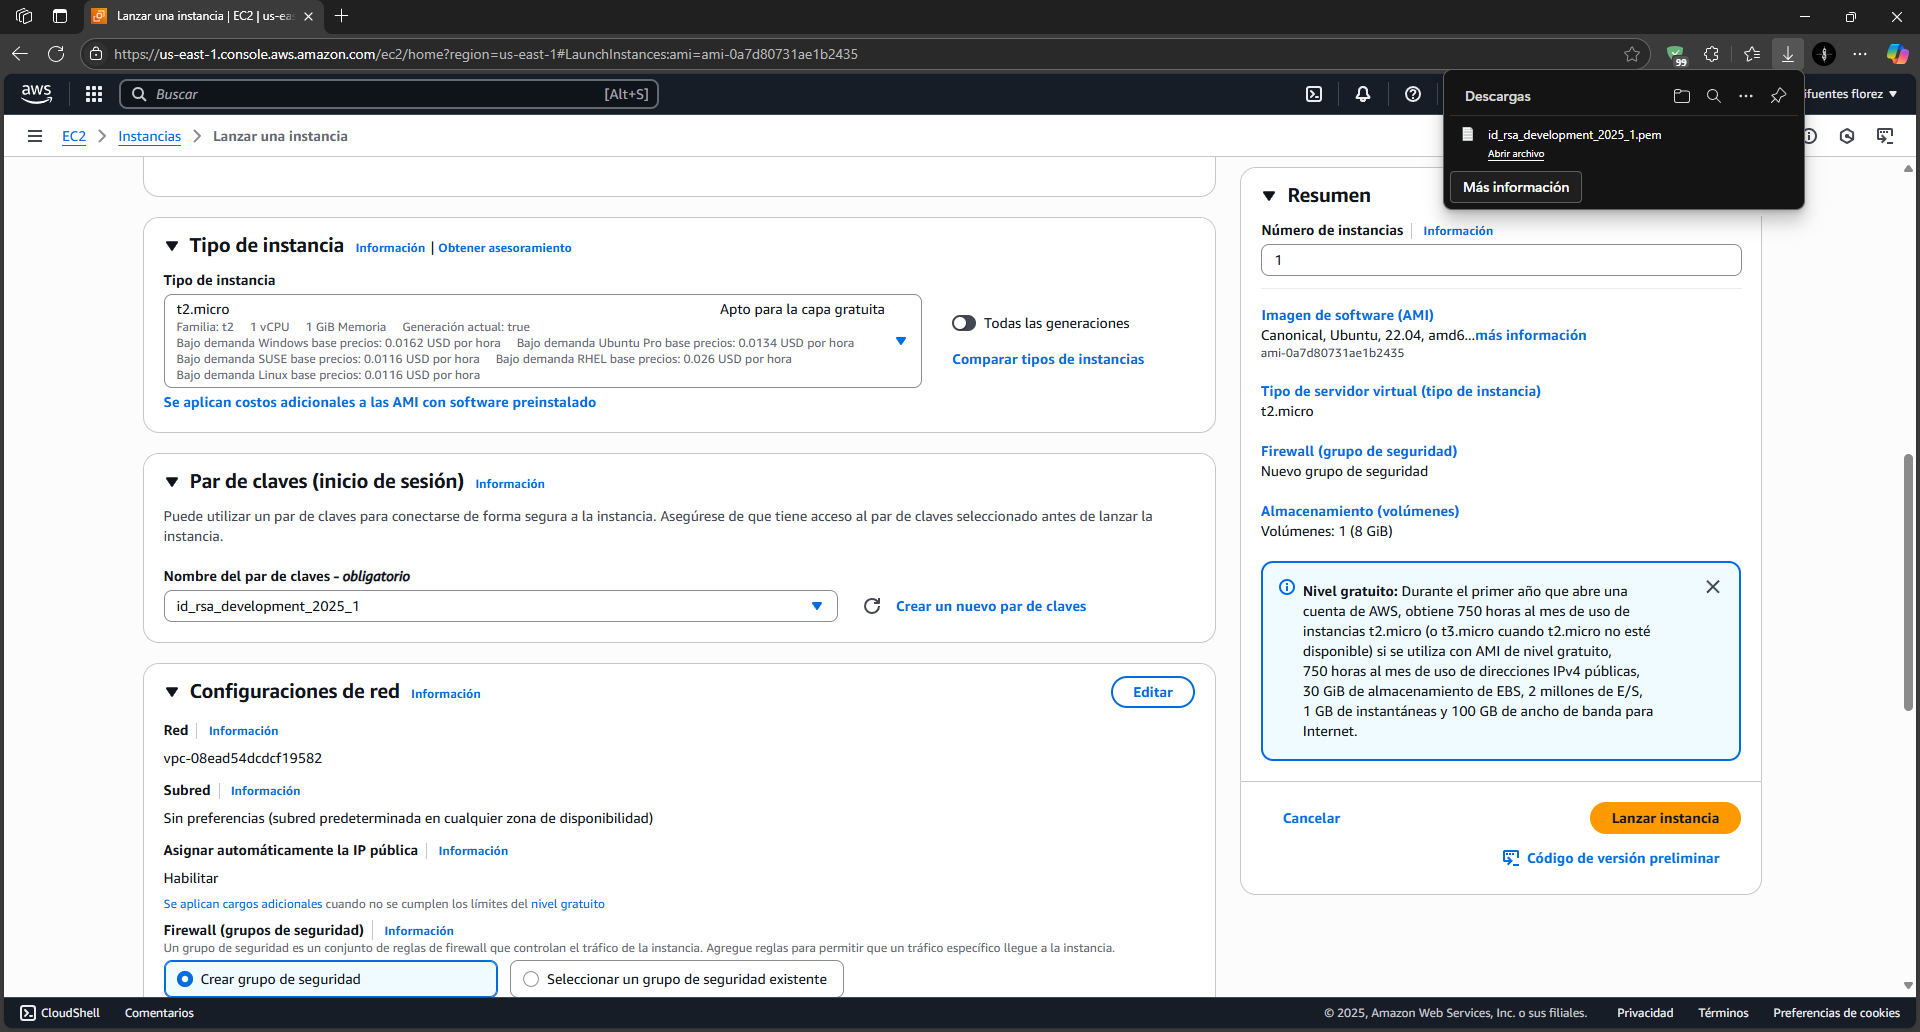 Lanzar una instancia | EC2 | us-eas
https://us-east-1.console.aws.amazon.com/ec2/home?region=us-east-1#LaunchInstances:ami=ami-0a7d80731ae1b2435
99
aws
Buscar
[Alt+S]
ifuentes florez
Descargas
id_rsa_development_2025_1.pem
Abrir archivo
Más información
EC2
Instancias
Lanzar una instancia
Tipo de instancia
Información
Obtener asesoramiento
Tipo de instancia
t2.micro
Apto para la capa gratuita
Familia: t2 1 vCPU 1 GiB Memoria Generación actual: true
Bajo demanda Windows base precios: 0.0162 USD por hora Bajo demanda Ubuntu Pro base precios: 0.0134 USD por hora
Bajo demanda SUSE base precios: 0.0116 USD por hora Bajo demanda RHEL base precios: 0.026 USD por hora
Bajo demanda Linux base precios: 0.0116 USD por hora
Todas las generaciones
Comparar tipos de instancias
Se aplican costos adicionales a las AMI con software preinstalado
Par de claves (inicio de sesión)
Información
Puede utilizar un par de claves para conectarse de forma segura a la instancia. Asegúrese de que tiene acceso al par de claves seleccionado antes de lanzar la
instancia.
Nombre del par de claves - obligatorio
id_rsa_development_2025_1
Crear un nuevo par de claves
Configuraciones de red
Información
Editar
Red
Información
vpc-08ead54dcdcf19582
Subred
Información
Sin preferencias (subred predeterminada en cualquier zona de disponibilidad)
Asignar automáticamente la IP pública
Información
Habilitar
Se aplican cargos adicionales cuando no se cumplen los límites del nivel gratuito
Firewall (grupos de seguridad)
Información
Un grupo de seguridad es un conjunto de reglas de firewall que controlan el tráfico de la instancia. Agregue reglas para permitir que un tráfico específico llegue a la instancia.
Crear grupo de seguridad
Seleccionar un grupo de seguridad existente
Resumen
Número de instancias
Información
1
Imagen de software (AMI)
Canonical, Ubuntu, 22.04, amd6...más información
ami-0a7d80731ae1b2435
Tipo de servidor virtual (tipo de instancia)
t2.micro
Firewall (grupo de seguridad)
Nuevo grupo de seguridad
Almacenamiento (volúmenes)
Volúmenes: 1 (8 GiB)
Nivel gratuito: Durante el primer año que abre una
cuenta de AWS, obtiene 750 horas al mes de uso de
instancias t2.micro (o t3.micro cuando t2.micro no esté
disponible) si se utiliza con AMI de nivel gratuito,
750 horas al mes de uso de direcciones IPv4 públicas,
30 GiB de almacenamiento de EBS, 2 millones de E/S,
1 GB de instantáneas y 100 GB de ancho de banda para
Internet.
Cancelar
Lanzar instancia
Código de versión preliminar
CloudShell
Comentarios
© 2025, Amazon Web Services, Inc. o sus filiales.
Privacidad
Términos
Preferencias de cookies